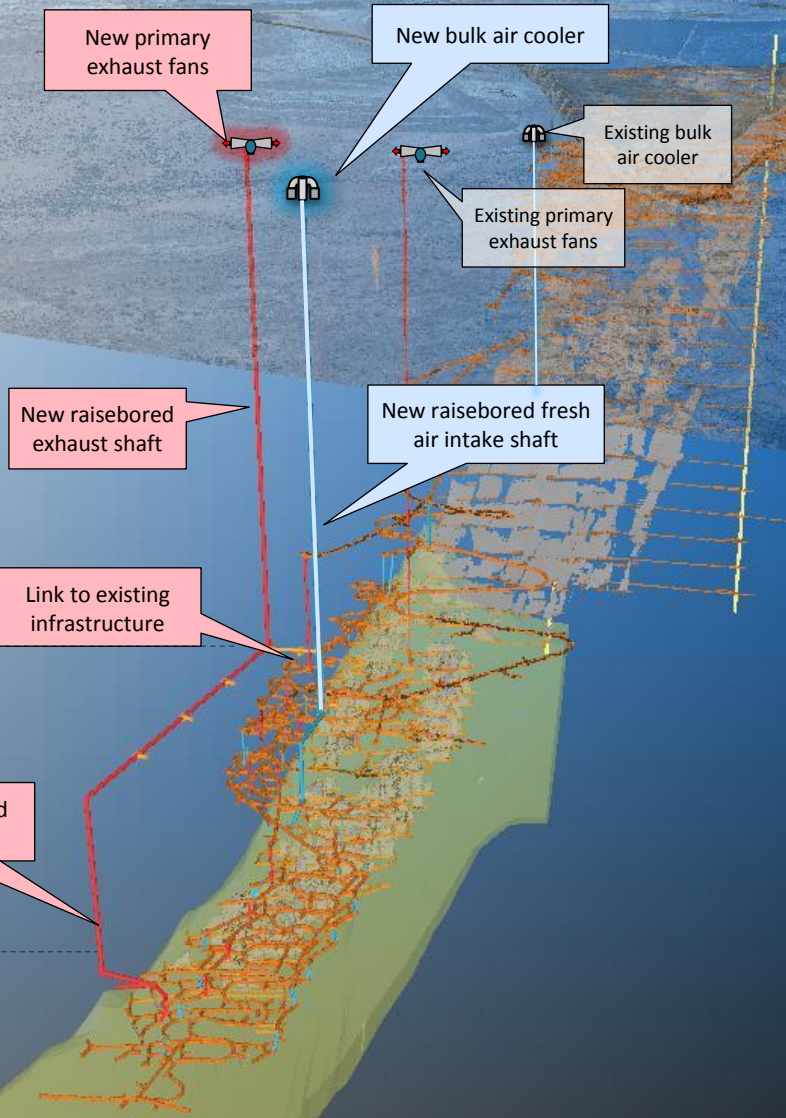 New primary
exhaust fans
New bulk air cooler
Existing bulk
air cooler
Existing primary
exhaust fans
New raisebored
exhaust shaft
New raisebored fresh
air intake shaft
Link to existing
infrastructure